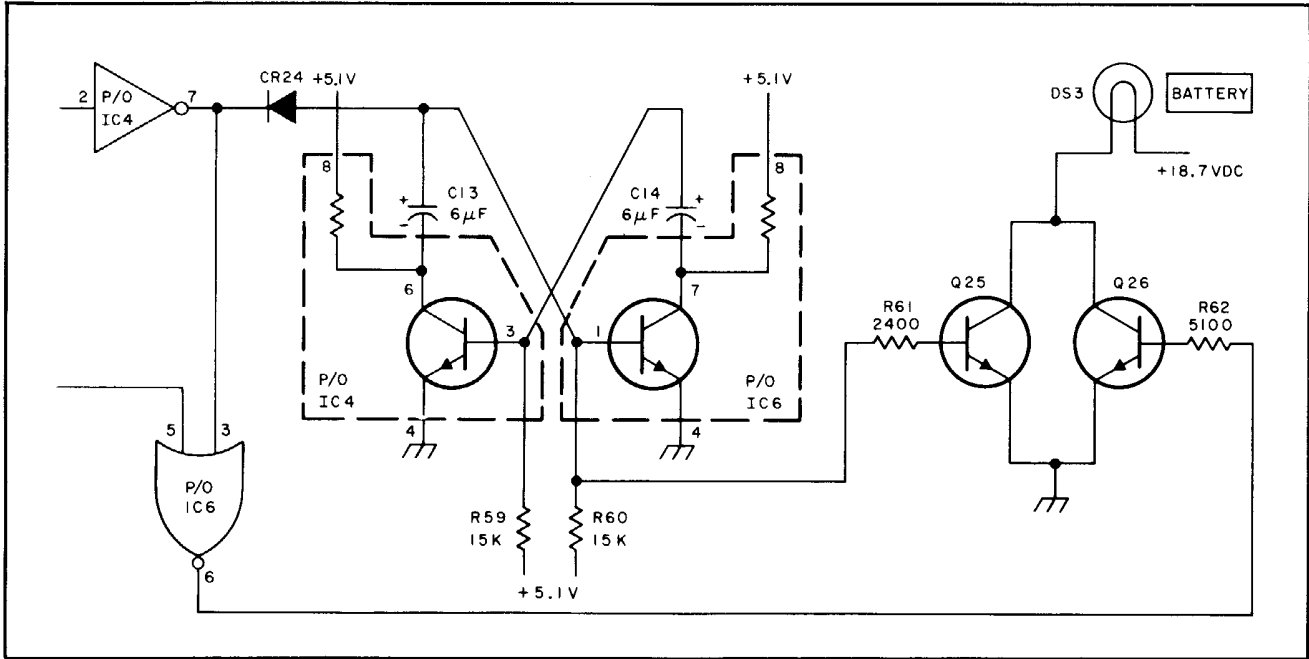 2
P/O
IC4
7
CR24
+5.1V
8
C13
6µF
+
-
6
3
P/O
IC4
4
+5.1V
8
C14
6µF
+
-
7
1
P/O
IC6
4
DS3
BATTERY
+18.7VDC
Q25
Q26
R61
2400
R62
5100
5
3
P/O
IC6
6
R59
15K
R60
15K
+5.1V